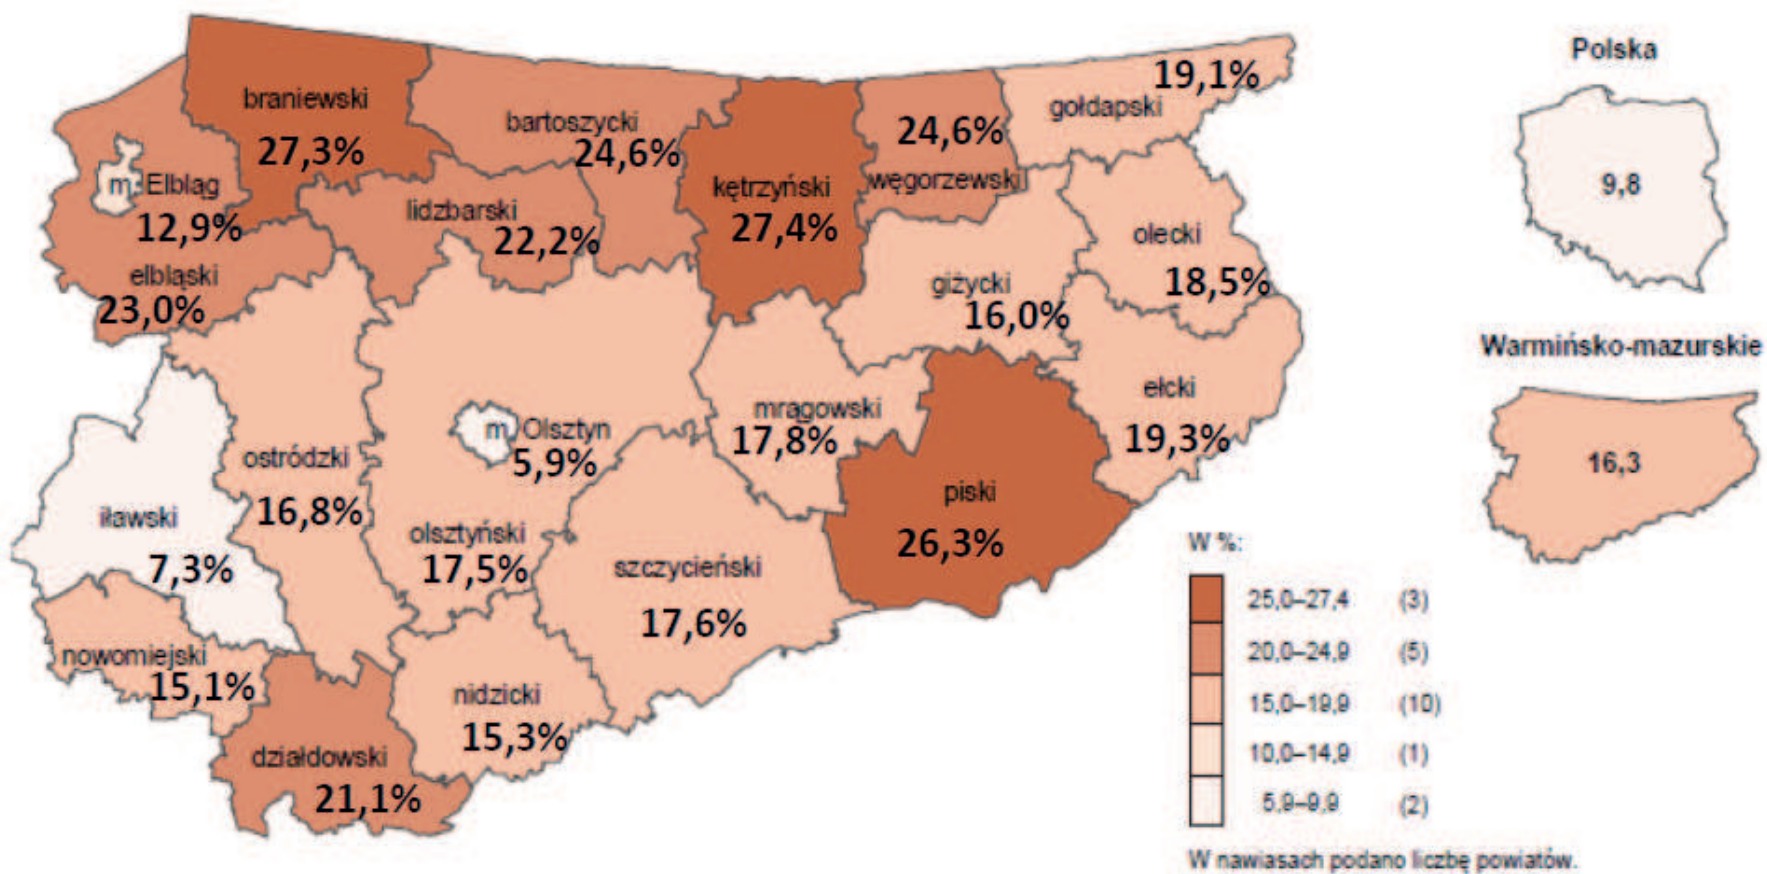 braniewski
27,3%
bartoszycki
24,6%
kętrzyński
27,4%
24,6%
węgorzewski
19,1%
gołdapski
m. Elbląg
12,9%
elbląski
23,0%
lidzbarski
22,2%
giżycki
16,0%
olecki
18,5%
ełcki
19,3%
mrągowski
17,8%
piski
26,3%
m. Olsztyn
5,9%
olsztyński
17,5%
ostródzki
16,8%
iławski
7,3%
szczycieński
17,6%
nowomiejski
15,1%
nidzicki
15,3%
działdowski
21,1%
Polska
9,8
Warmińsko-mazurskie
16,3
W %:
25,0–27,4 (3)
20,0–24,9 (5)
15,0–19,9 (10)
10,0–14,9 (1)
5,9–9,9 (2)
W nawiasach podano liczbę powiatów.